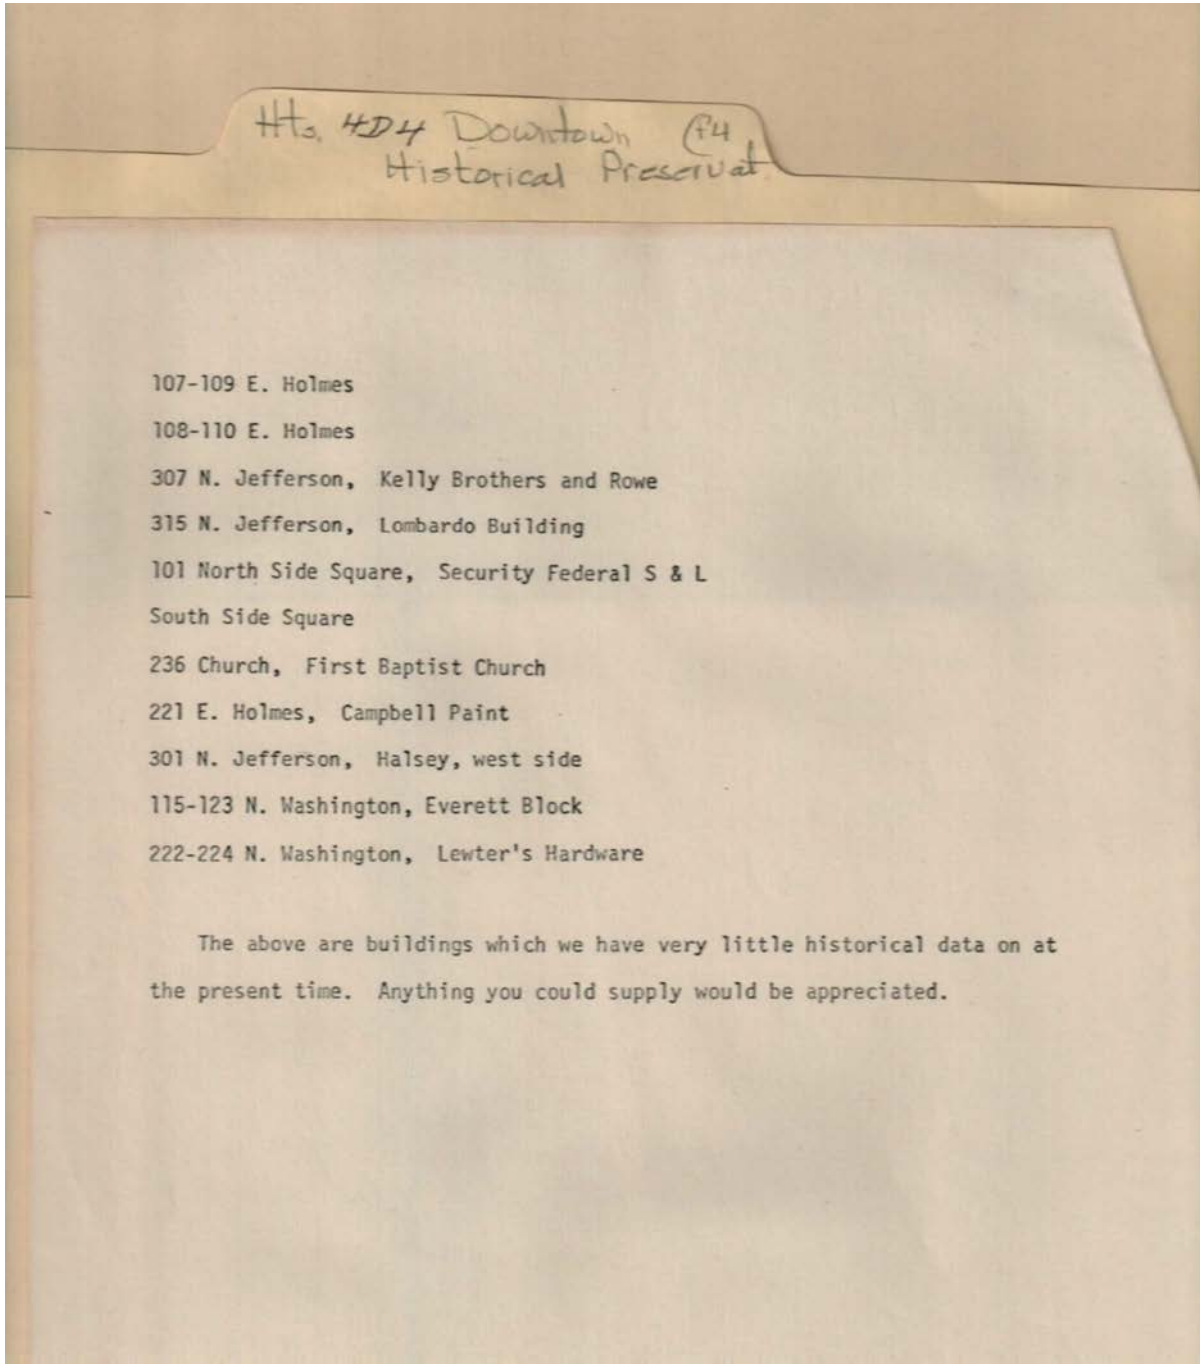 Hts. 4D4 Downtown (f4
Historical Preservat.
107-109 E. Holmes
108-110 E. Holmes
307 N. Jefferson, Kelly Brothers and Rowe
315 N. Jefferson, Lombardo Building
101 North Side Square, Security Federal S & L
South Side Square
236 Church, First Baptist Church
221 E. Holmes, Campbell Paint
301 N. Jefferson, Halsey, west side
115-123 N. Washington, Everett Block
222-224 N. Washington, Lewter's Hardware
The above are buildings which we have very little historical data on at
the present time. Anything you could supply would be appreciated.